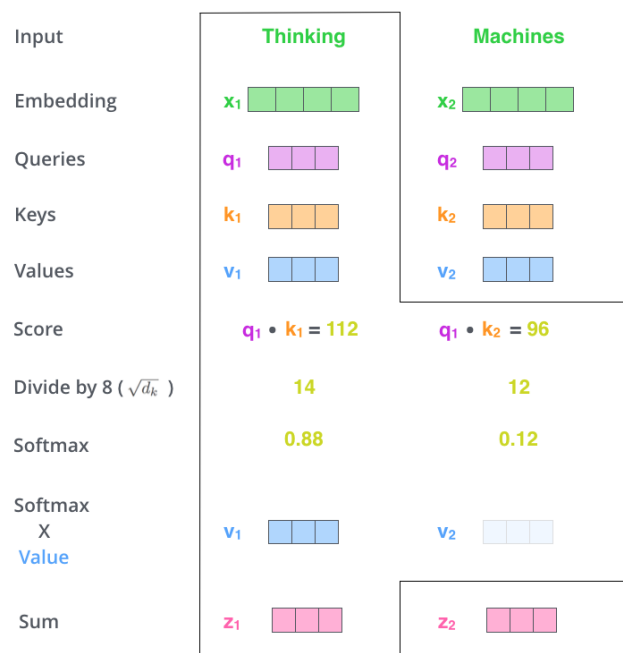 Input Thinking Machines
Embedding x₁ x₂
Queries q₁ q₂
Keys k₁ k₂
Values v₁ v₂
Score q₁ • k₁ = 112 q₁ • k₂ = 96
Divide by 8 ( √dₖ ) 14 12
Softmax 0.88 0.12
Softmax
X v₁ v₂
Value
Sum z₁ z₂